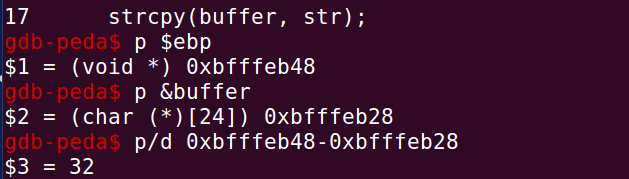 17      strcpy(buffer, str);
gdb-peda$ p $ebp
$1 = (void *) 0xbfffeb48
gdb-peda$ p &buffer
$2 = (char (*)[24]) 0xbfffeb28
gdb-peda$ p/d 0xbfffeb48-0xbfffeb28
$3 = 32